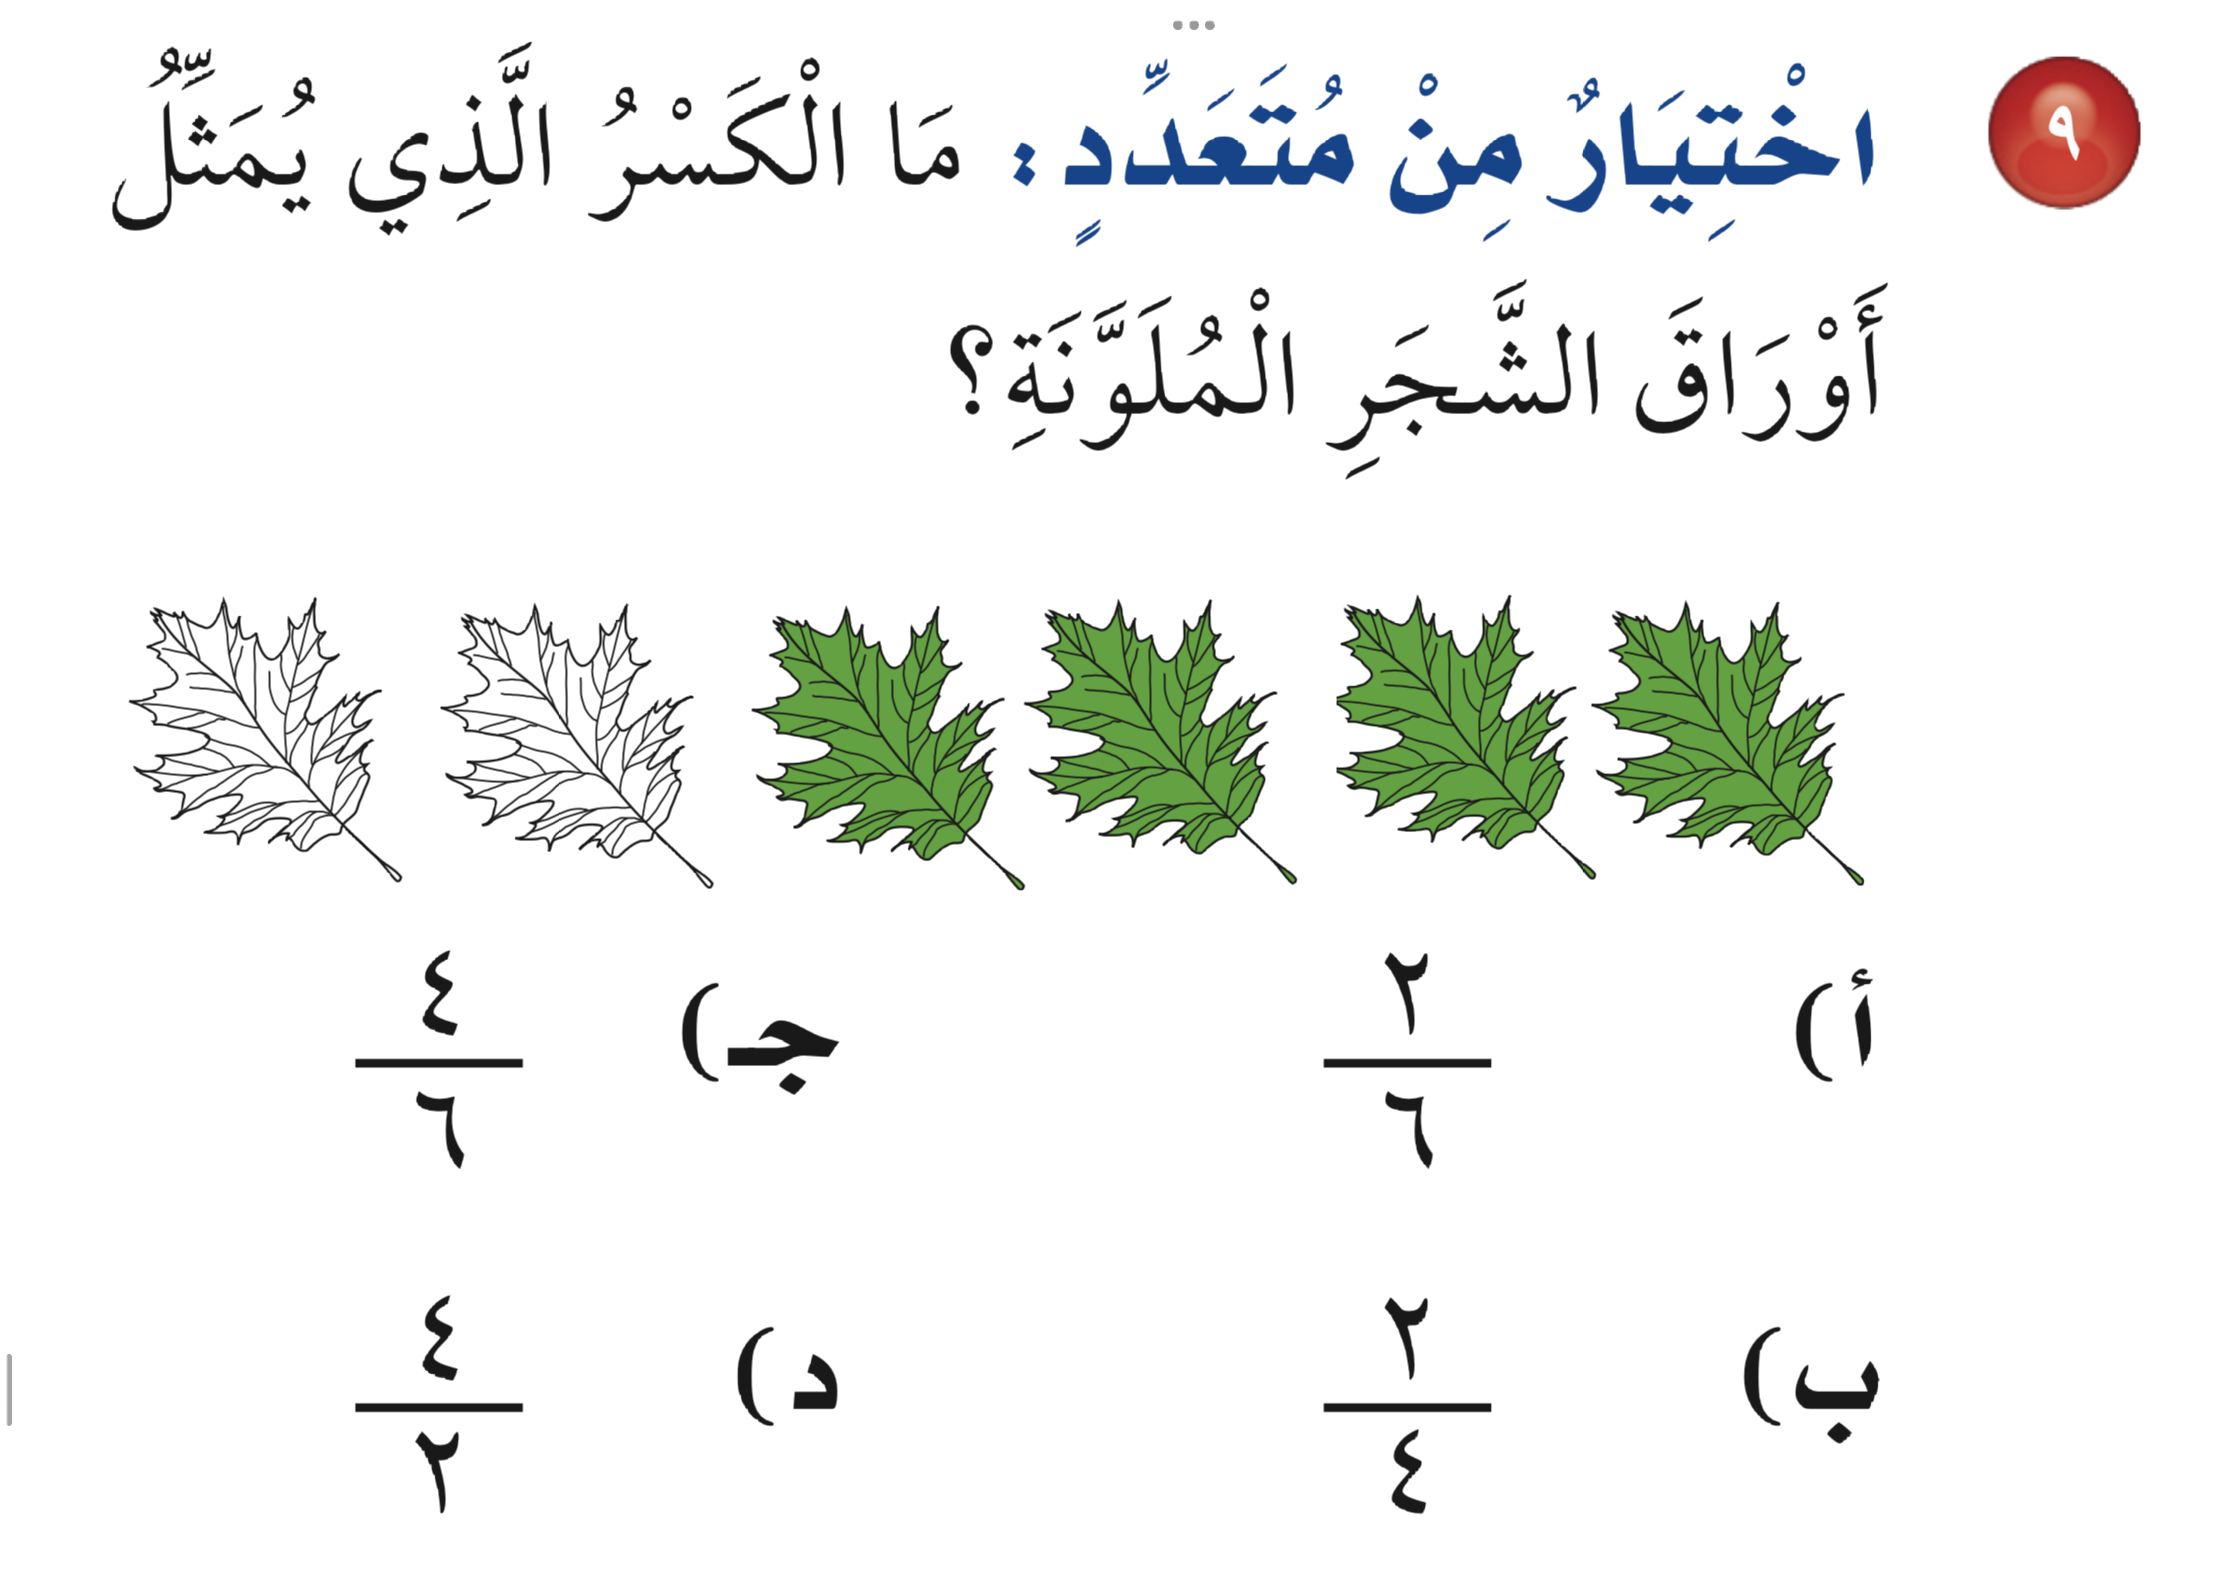 ٩
اخْتِيَارٌ مِنْ مُتَعَدِّدٍ: مَا الْكَسْرُ الَّذِي يُمَثِّلُ
أَوْرَاقَ الشَّجَرِ الْمُلَوَّنَةِ؟
أ) ٢/٦
جـ) ٤/٦
ب) ٢/٤
د) ٤/٢